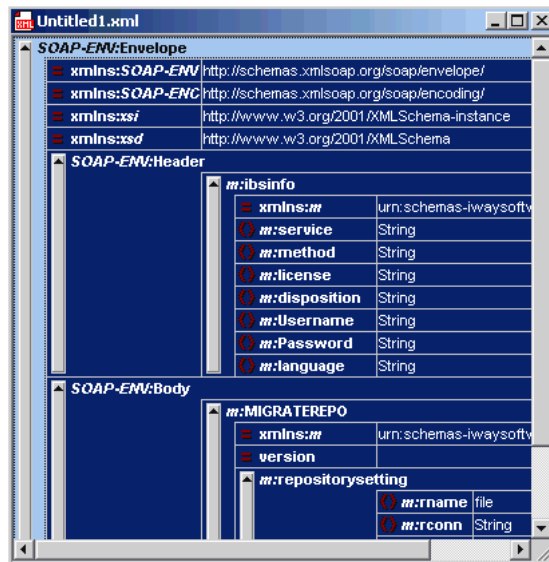 Untitled1.xml
SOAP-ENV:Envelope
xmlns:SOAP-ENV http://schemas.xmlsoap.org/soap/envelope/
xmlns:SOAP-ENC http://schemas.xmlsoap.org/soap/encoding/
xmlns:xsi http://www.w3.org/2001/XMLSchema-instance
xmlns:xsd http://www.w3.org/2001/XMLSchema
SOAP-ENV:Header
m:ibsinfo
xmlns:m urn:schemas-iwaysoftw
m:service String
m:method String
m:license String
m:disposition String
m:Username String
m:Password String
m:language String
SOAP-ENV:Body
m:MIGRATEREPO
xmlns:m urn:schemas-iwaysoftw
version
m:repositorysetting
m:rname file
m:rconn String